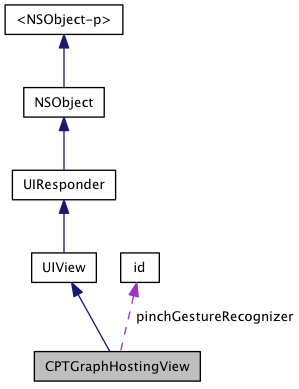 <NSObject-p>
NSObject
UIResponder
UIView
id
pinchGestureRecognizer
CPTGraphHostingView